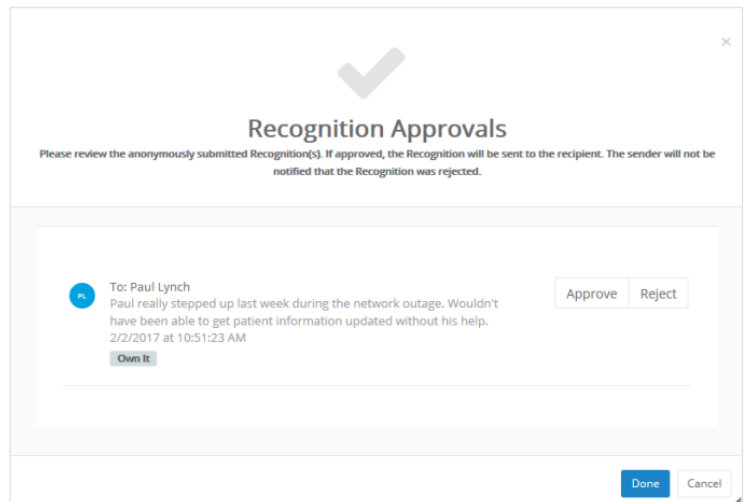 ×
Recognition Approvals
Please review the anonymously submitted Recognition(s). If approved, the Recognition will be sent to the recipient. The sender will not be
notified that the Recognition was rejected.
PL
To: Paul Lynch
Paul really stepped up last week during the network outage. Wouldn't
have been able to get patient information updated without his help.
2/2/2017 at 10:51:23 AM
Own It
Approve Reject
Done Cancel